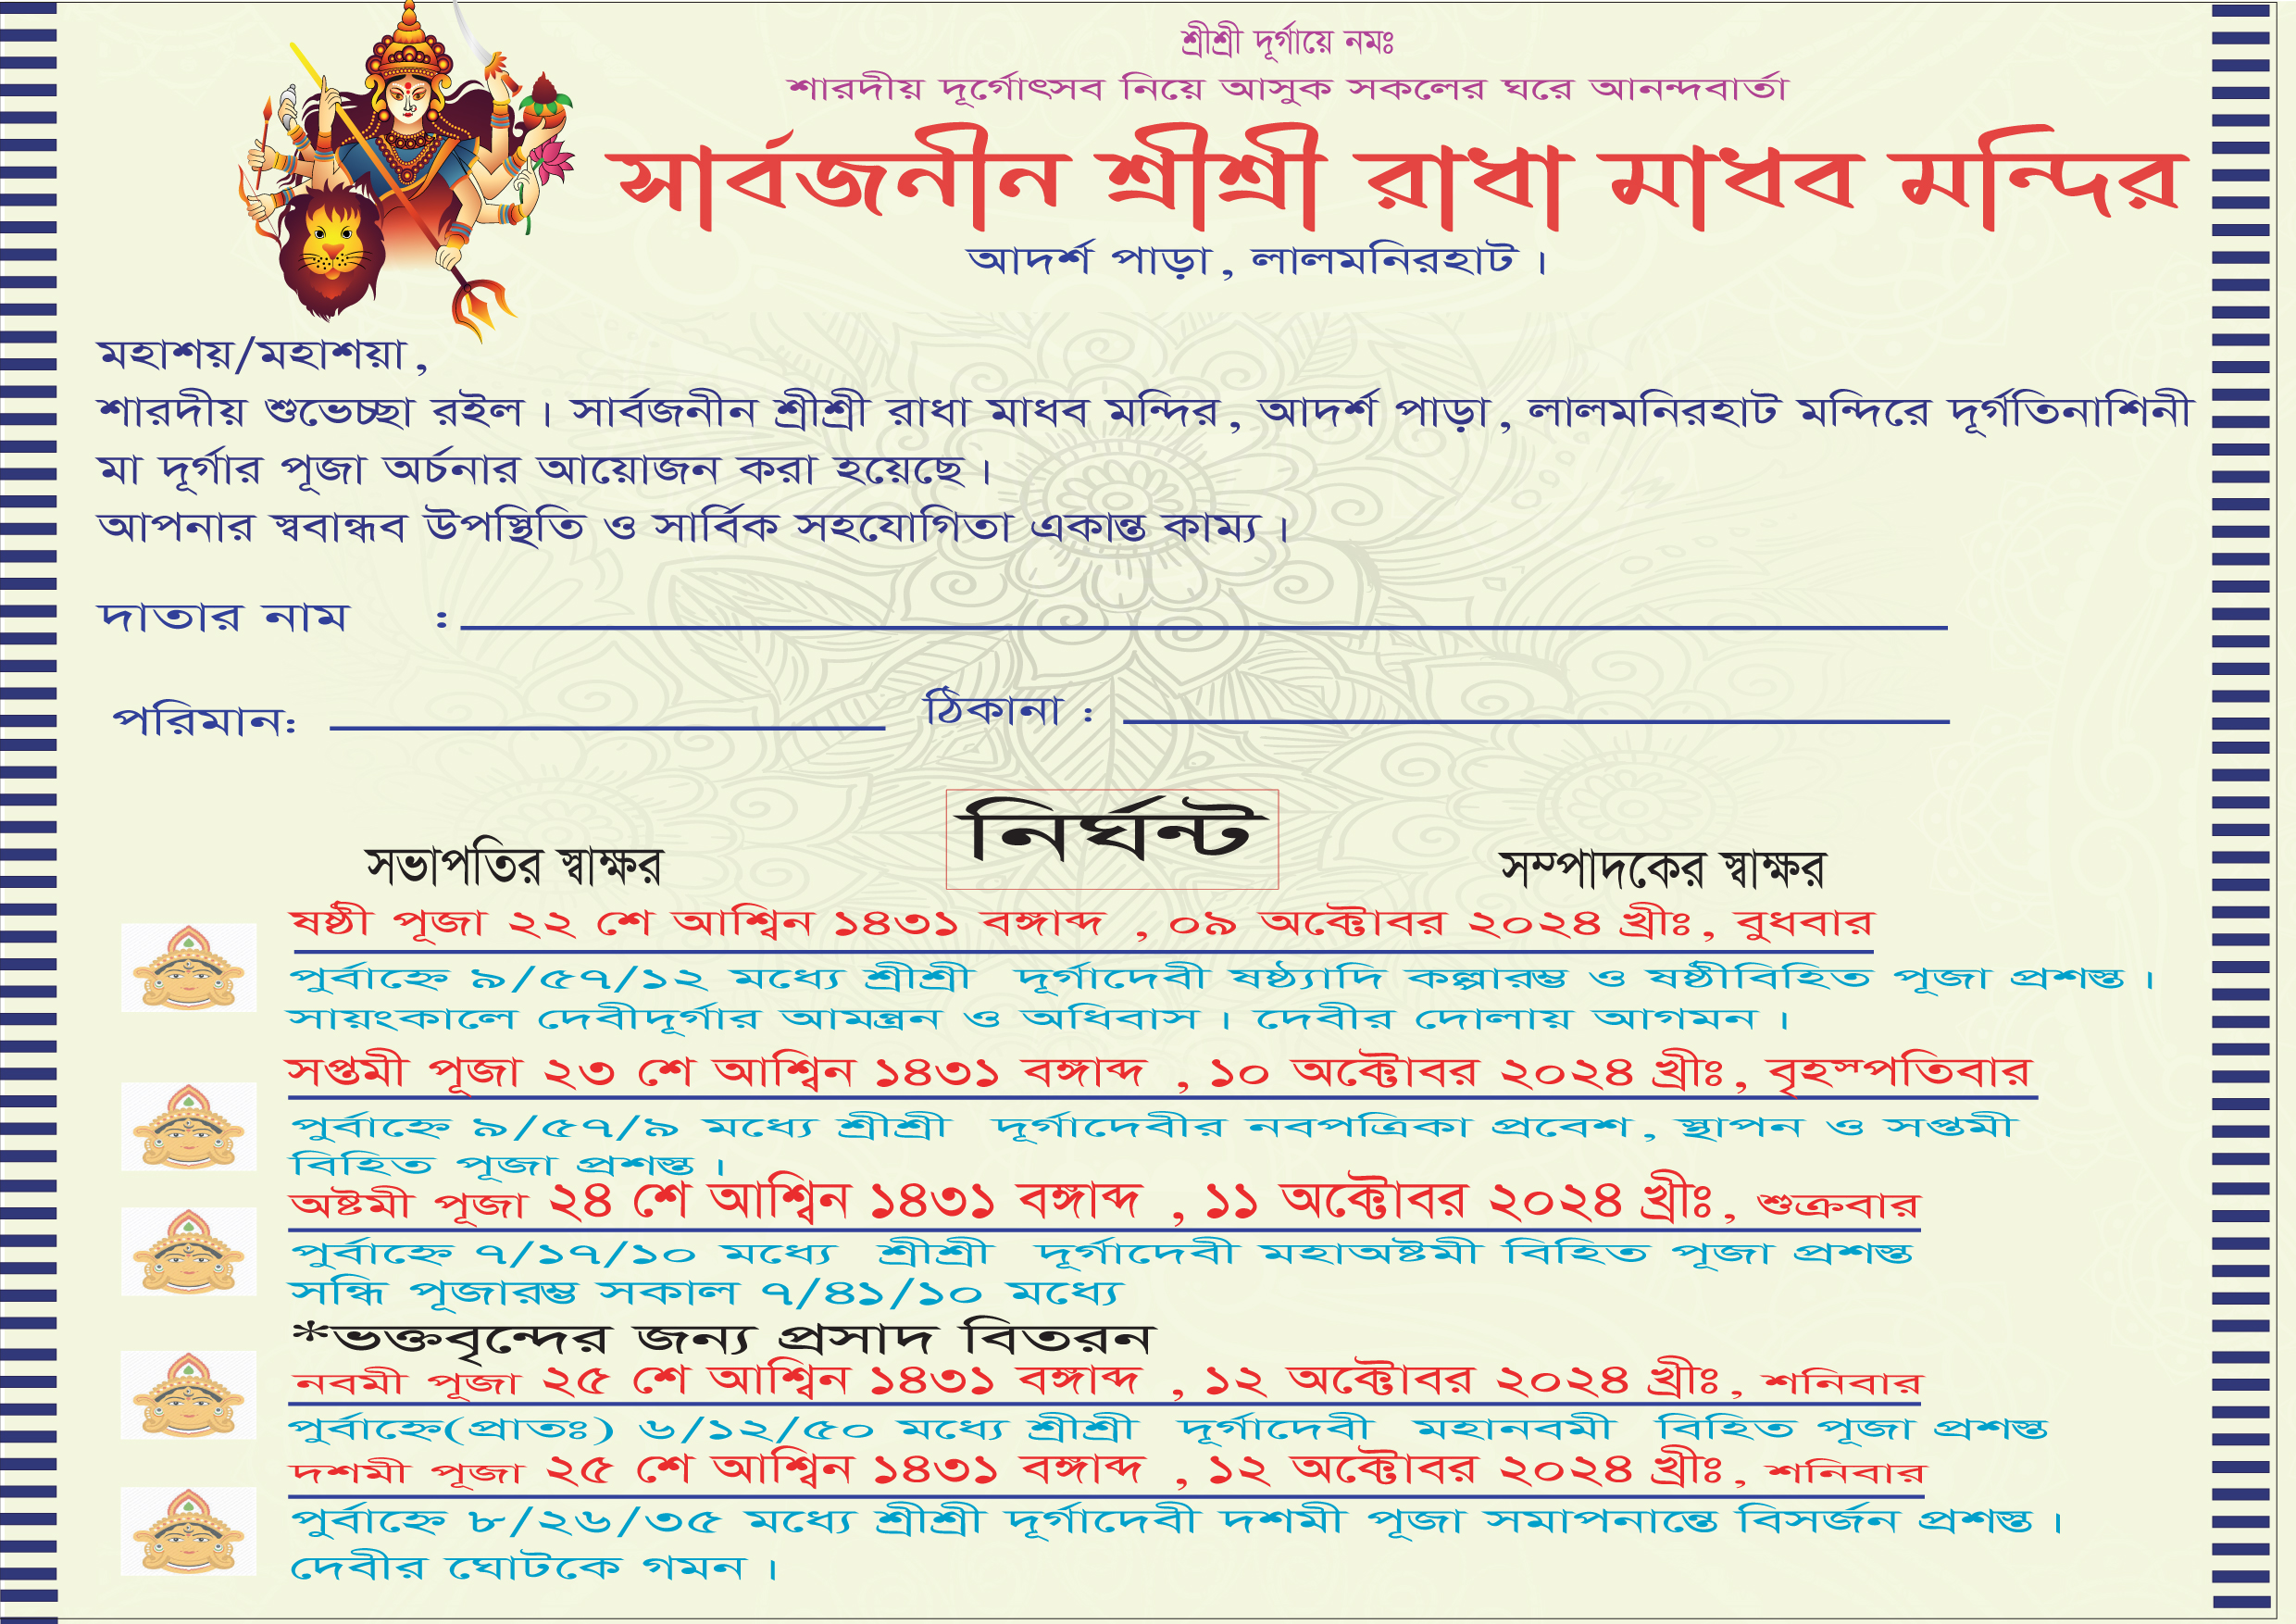 শ্রীশ্রী দূর্গায়ে নমঃ
শারদীয় দূর্গোৎসব নিয়ে আসুক সকলের ঘরে আনন্দবার্তা
সার্বজনীন শ্রীশ্রী রাধা মাধব মন্দির
আদর্শ পাড়া, লালমনিরহাট।
মহাশয়/মহাশয়া,
শারদীয় শুভেচ্ছা রইল। সার্বজনীন শ্রীশ্রী রাধা মাধব মন্দির, আদর্শ পাড়া, লালমনিরহাট মন্দিরে দূর্গতিনাশিনী
মা দূর্গার পূজা অর্চনার আয়োজন করা হয়েছে।
আপনার স্ববান্ধব উপস্থিতি ও সার্বিক সহযোগিতা একান্ত কাম্য।
দাতার নাম :
পরিমান: ঠিকানা :
নির্ঘন্ট
সভাপতির স্বাক্ষর সম্পাদকের স্বাক্ষর
ষষ্ঠী পূজা ২২ শে আশ্বিন ১৪৩১ বঙ্গাব্দ , ০৯ অক্টোবর ২০২৪ খ্রীঃ, বুধবার
পুর্বাহ্নে ৯/৫৭/১২ মধ্যে শ্রীশ্রী দূর্গাদেবী ষষ্ঠ্যাদি কল্পারম্ভ ও ষষ্ঠীবিহিত পূজা প্রশস্ত।
সায়ংকালে দেবীদূর্গার আমন্ত্রন ও অধিবাস। দেবীর দোলায় আগমন।
সপ্তমী পূজা ২৩ শে আশ্বিন ১৪৩১ বঙ্গাব্দ , ১০ অক্টোবর ২০২৪ খ্রীঃ, বৃহস্পতিবার
পুর্বাহ্নে ৯/৫৭/৯ মধ্যে শ্রীশ্রী দূর্গাদেবীর নবপত্রিকা প্রবেশ, স্থাপন ও সপ্তমী
বিহিত পূজা প্রশস্ত।
অষ্টমী পূজা ২৪ শে আশ্বিন ১৪৩১ বঙ্গাব্দ , ১১ অক্টোবর ২০২৪ খ্রীঃ, শুক্রবার
পুর্বাহ্নে ৭/১৭/১০ মধ্যে শ্রীশ্রী দূর্গাদেবী মহাঅষ্টমী বিহিত পূজা প্রশস্ত
সন্ধি পূজারম্ভ সকাল ৭/৪১/১০ মধ্যে
*ভক্তবৃন্দের জন্য প্রসাদ বিতরন
নবমী পূজা ২৫ শে আশ্বিন ১৪৩১ বঙ্গাব্দ , ১২ অক্টোবর ২০২৪ খ্রীঃ, শনিবার
পুর্বাহ্নে(প্রাতঃ) ৬/১২/৫০ মধ্যে শ্রীশ্রী দূর্গাদেবী মহানবমী বিহিত পূজা প্রশস্ত
দশমী পূজা ২৫ শে আশ্বিন ১৪৩১ বঙ্গাব্দ , ১২ অক্টোবর ২০২৪ খ্রীঃ, শনিবার
পুর্বাহ্নে ৮/২৬/৩৫ মধ্যে শ্রীশ্রী দূর্গাদেবী দশমী পূজা সমাপনান্তে বিসর্জন প্রশস্ত।
দেবীর ঘোটকে গমন।